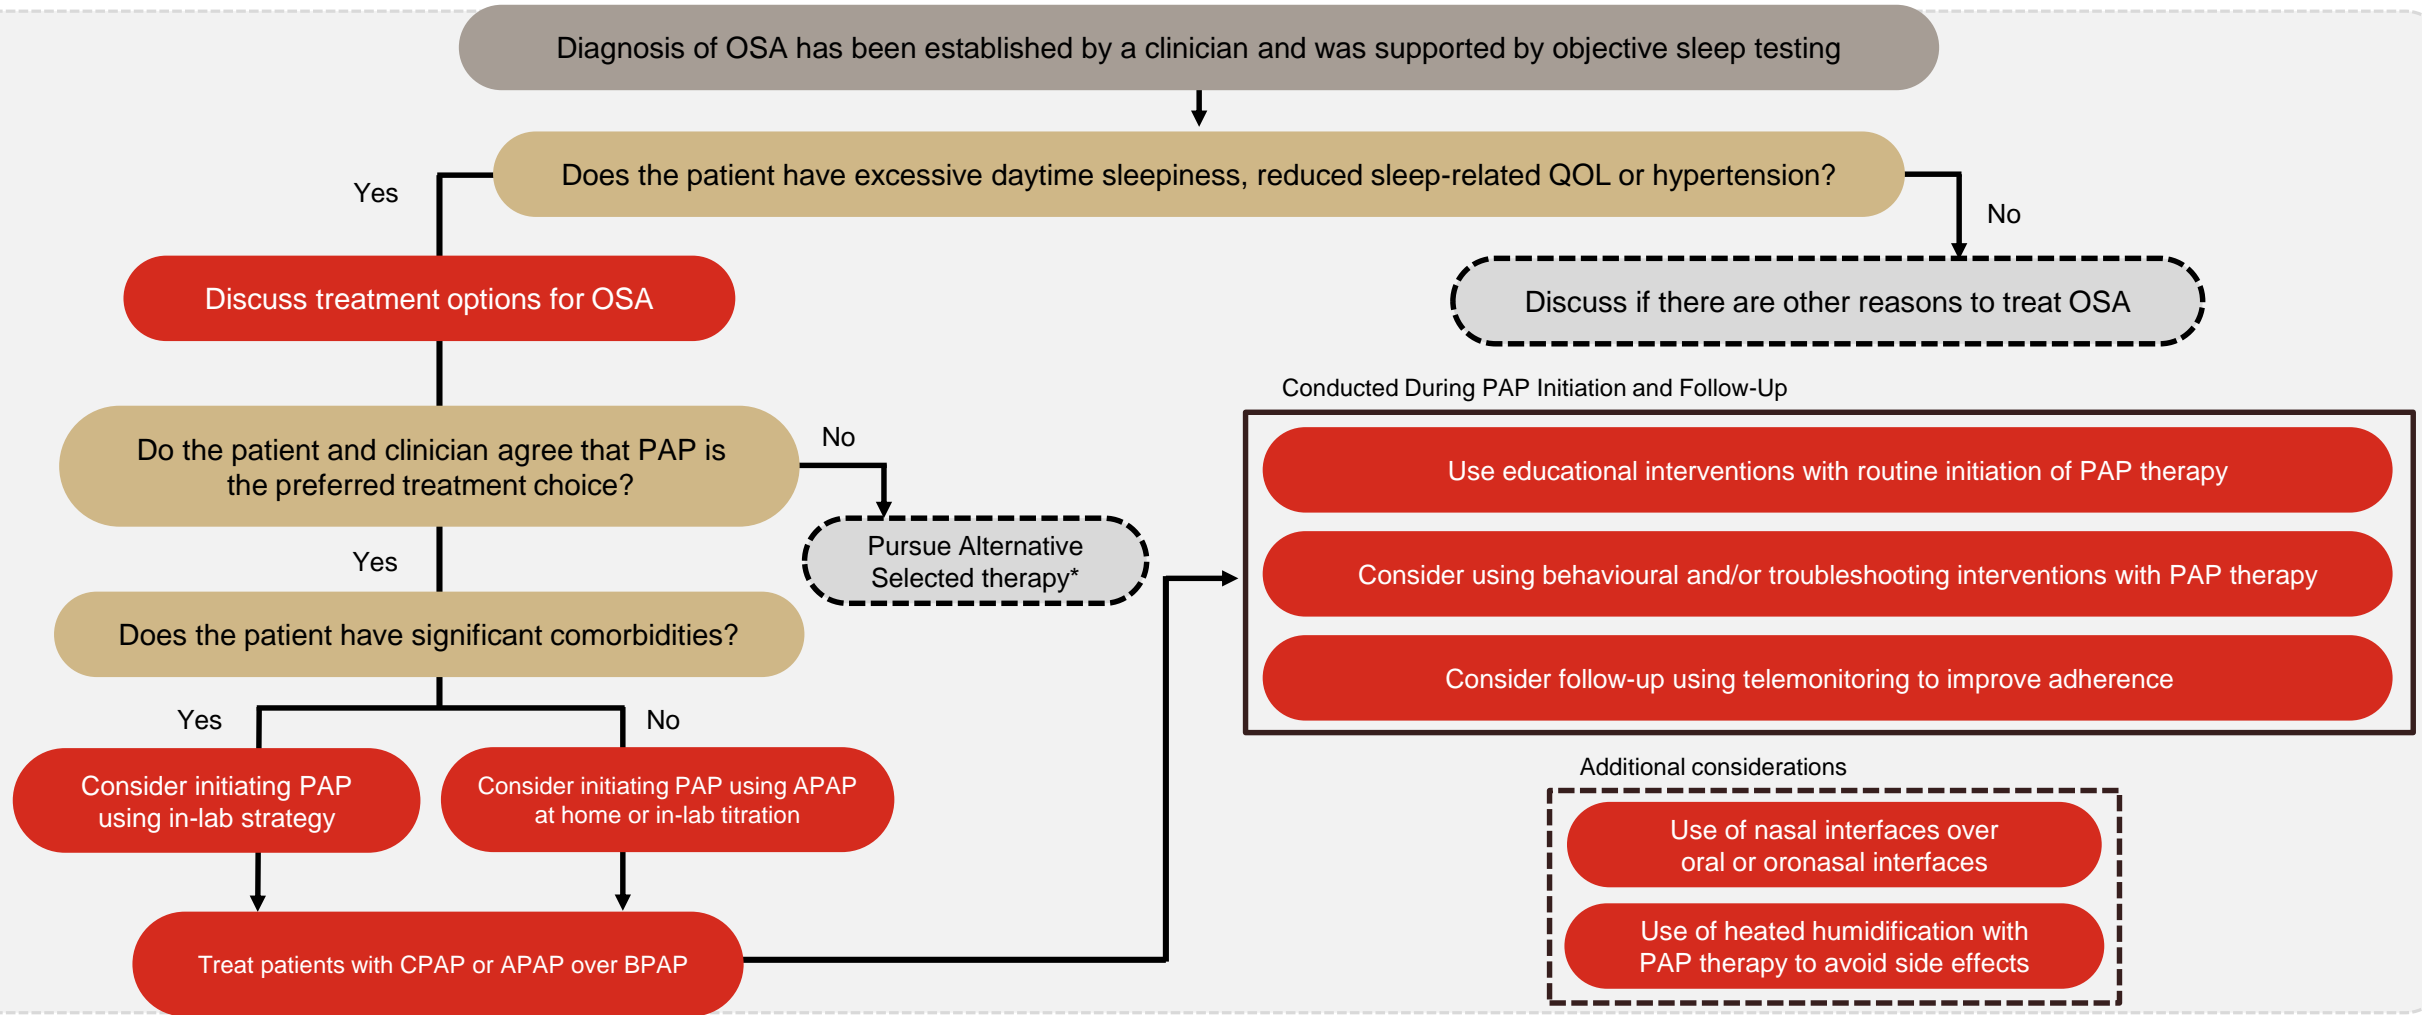 Diagnosis of OSA has been established by a clinician and was supported by objective sleep testing
Does the patient have excessive daytime sleepiness, reduced sleep-related QOL or hypertension?
Yes
No
Discuss treatment options for OSA
Discuss if there are other reasons to treat OSA
Do the patient and clinician agree that PAP is
the preferred treatment choice?
No
Pursue Alternative
Selected therapy*
Yes
Does the patient have significant comorbidities?
Yes
No
Consider initiating PAP
using in-lab strategy
Consider initiating PAP using APAP
at home or in-lab titration
Treat patients with CPAP or APAP over BPAP
Conducted During PAP Initiation and Follow-Up
Use educational interventions with routine initiation of PAP therapy
Consider using behavioural and/or troubleshooting interventions with PAP therapy
Consider follow-up using telemonitoring to improve adherence
Additional considerations
Use of nasal interfaces over
oral or oronasal interfaces
Use of heated humidification with
PAP therapy to avoid side effects